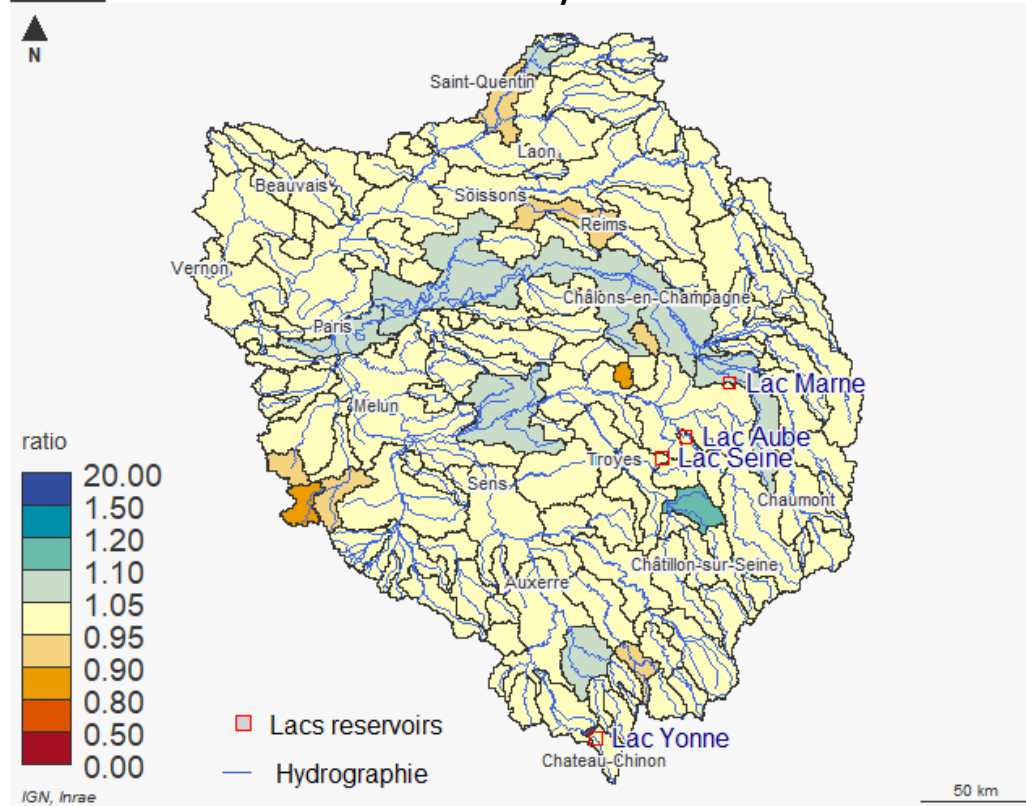 N
Saint-Quentin
Laon
Beauvais
Soissons
Reims
Vernon
Châlons-en-Champagne
Paris
Lac Marne
Melun
Lac Aube
Troyes
Lac Seine
Sens
Chaumont
Châtillon-sur-Seine
Auxerre
Lac Yonne
Chateau-Chinon
ratio
20.00
1.50
1.20
1.10
1.05
0.95
0.90
0.80
0.50
0.00
Lacs reservoirs
Hydrographie
IGN, Inrae
50 km